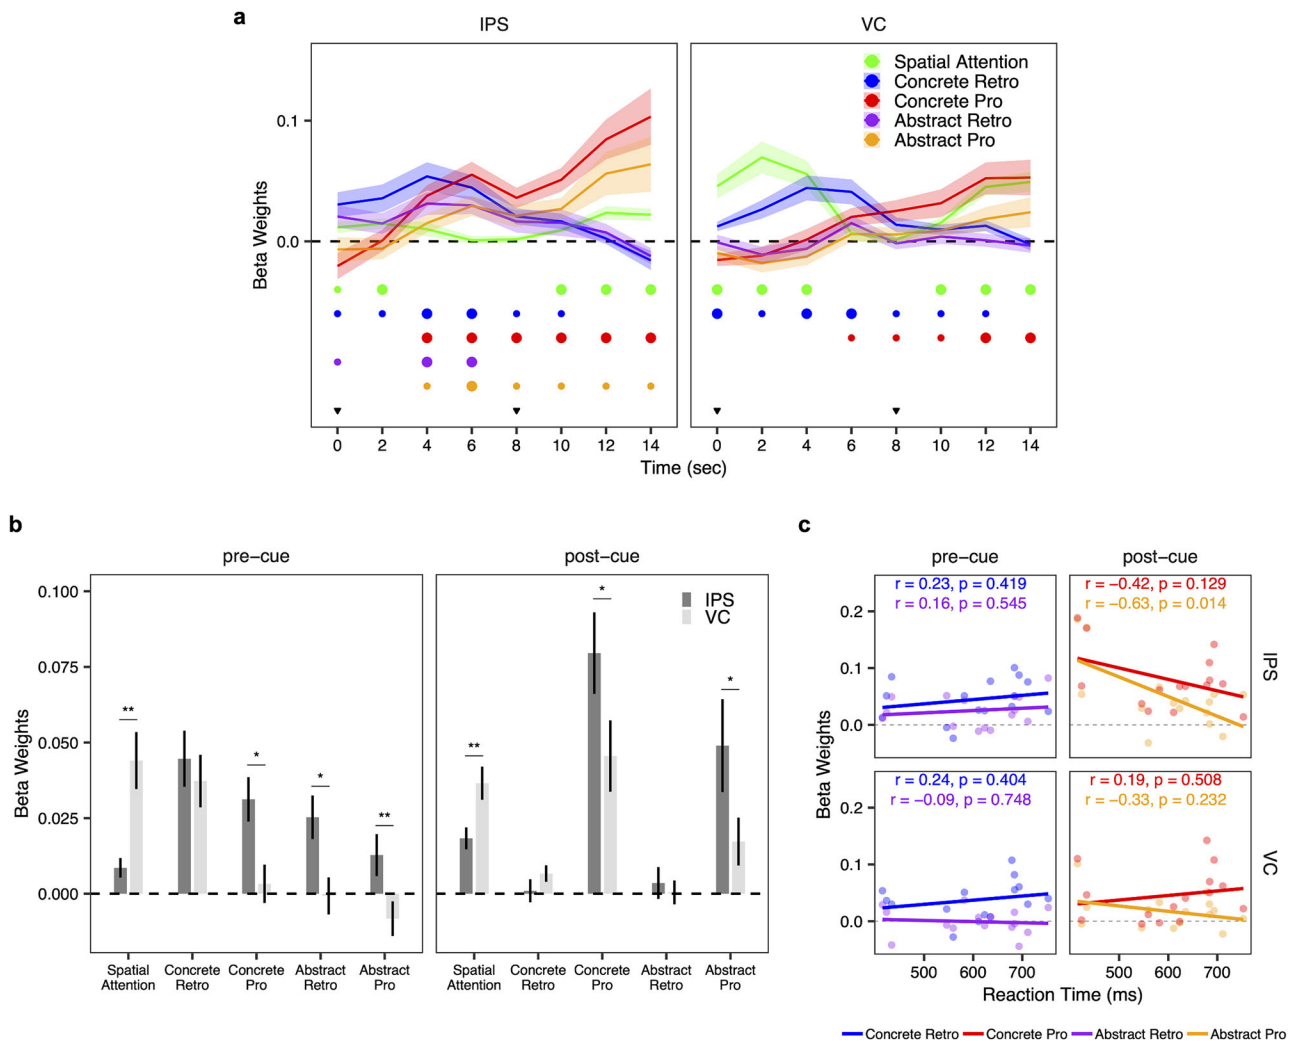 a
IPS
VC
Spatial Attention
Concrete Retro
Concrete Pro
Abstract Retro
Abstract Pro
0.1
0.0
Beta Weights
0 2 4 6 8 10 12 14
0 2 4 6 8 10 12 14
Time (sec)
b
pre−cue
post−cue
IPS
VC
0.100
0.075
0.050
0.025
0.000
Beta Weights
** * * **
** * *
Spatial Attention
Concrete Retro
Concrete Pro
Abstract Retro
Abstract Pro
Spatial Attention
Concrete Retro
Concrete Pro
Abstract Retro
Abstract Pro
c
pre−cue
post−cue
r = 0.23, p = 0.419
r = 0.16, p = 0.545
r = −0.42, p = 0.129
r = −0.63, p = 0.014
IPS
0.2
0.1
0.0
r = 0.24, p = 0.404
r = −0.09, p = 0.748
r = 0.19, p = 0.508
r = −0.33, p = 0.232
VC
0.2
0.1
0.0
Beta Weights
500 600 700
500 600 700
Reaction Time (ms)
Concrete Retro Concrete Pro Abstract Retro Abstract Pro